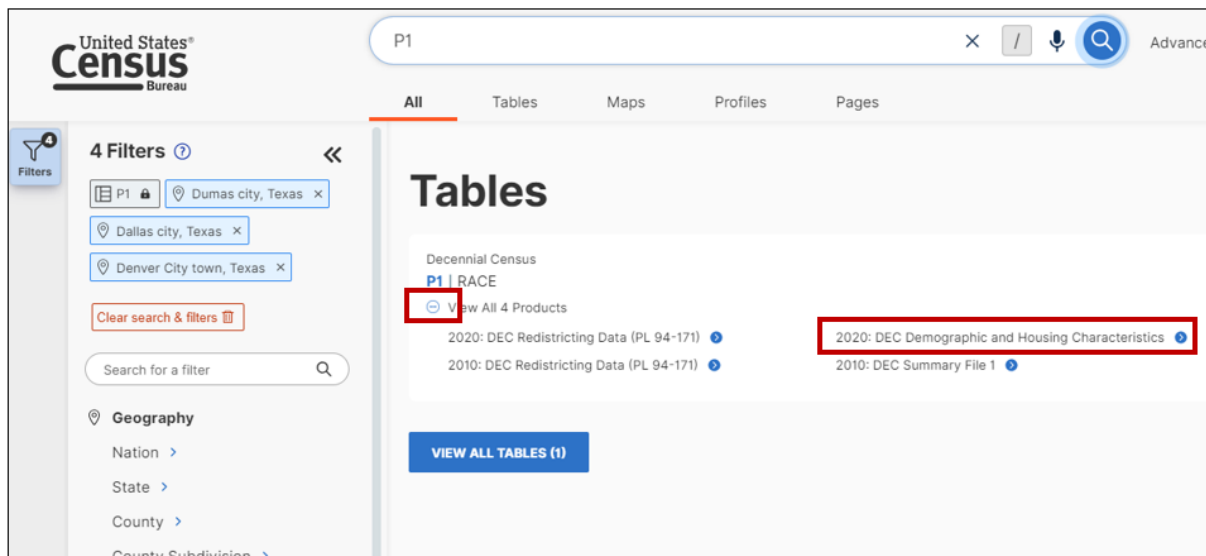 United States®
Census
Bureau
P1
/
Advance
All Tables Maps Profiles Pages
4
Filters
4 Filters ?
P1 Dumas city, Texas ×
Dallas city, Texas ×
Denver City town, Texas ×
Clear search & filters
Search for a filter
Geography
Nation
State
County
County Subdivision
Tables
Decennial Census
P1 | RACE
View All 4 Products
2020: DEC Redistricting Data (PL 94-171) 2020: DEC Demographic and Housing Characteristics
2010: DEC Redistricting Data (PL 94-171) 2010: DEC Summary File 1
VIEW ALL TABLES (1)